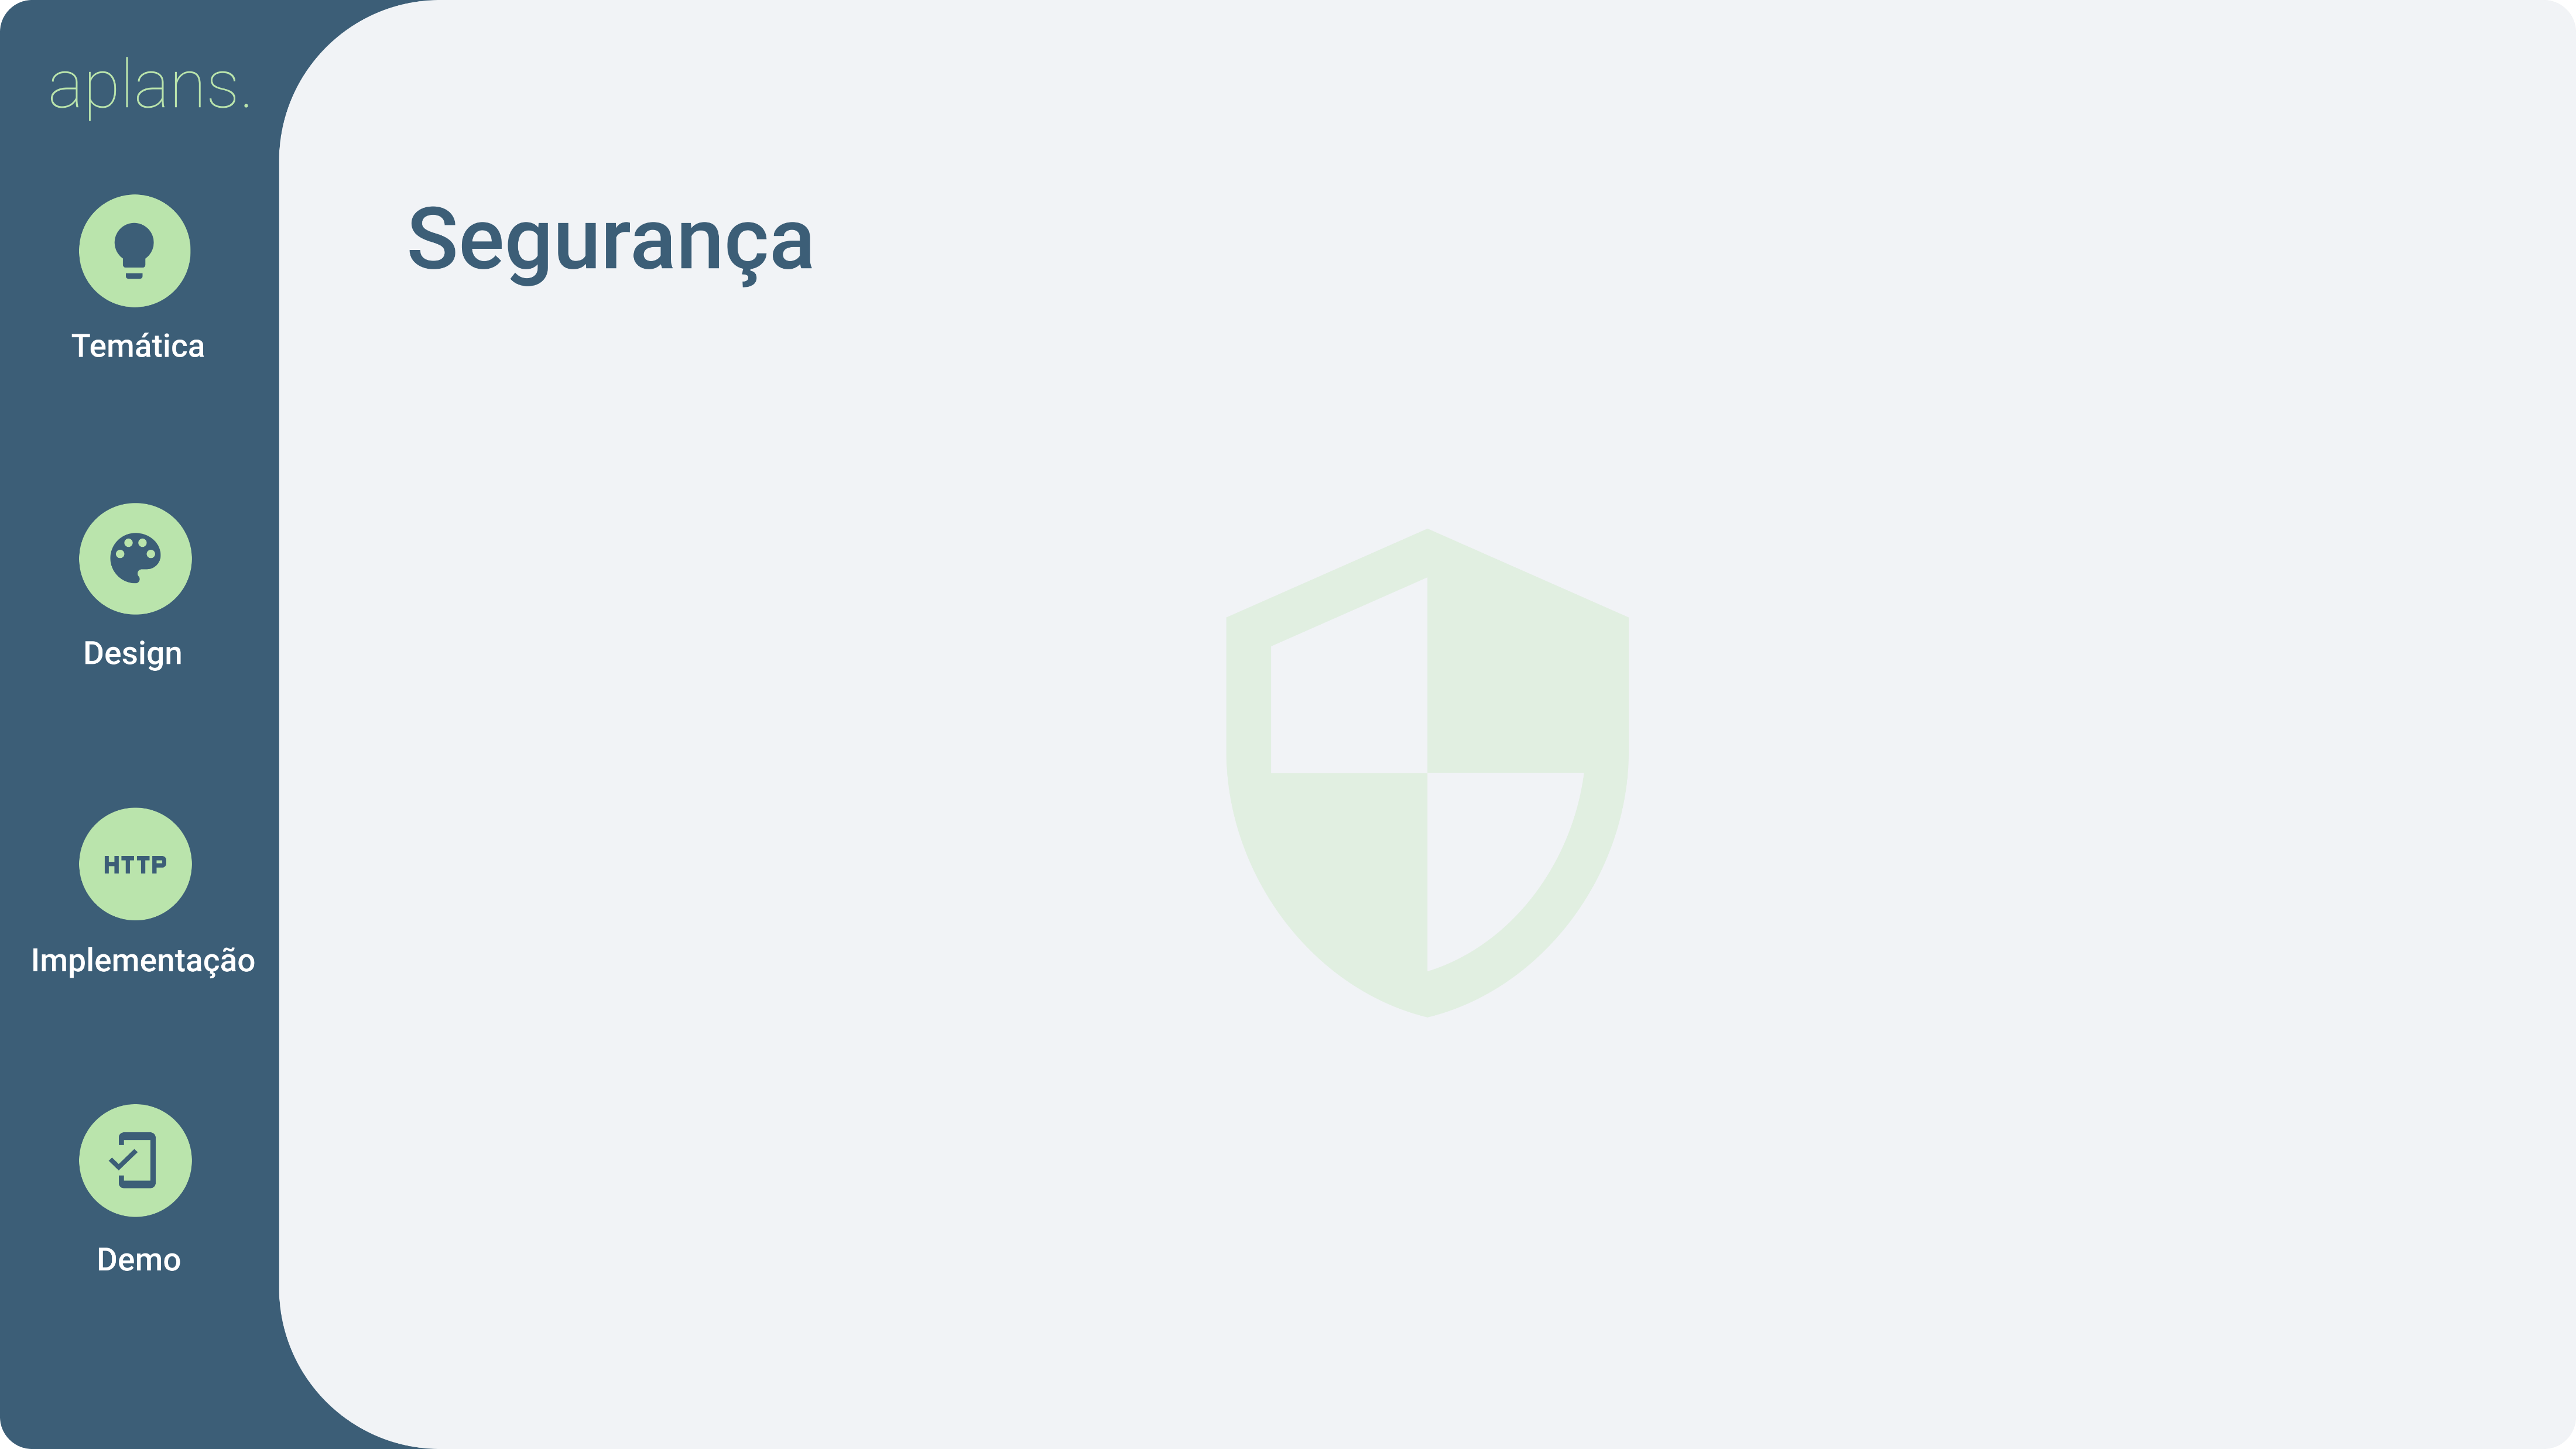 aplans.
Temática
Design
HTTP
Implementação
Demo
Segurança